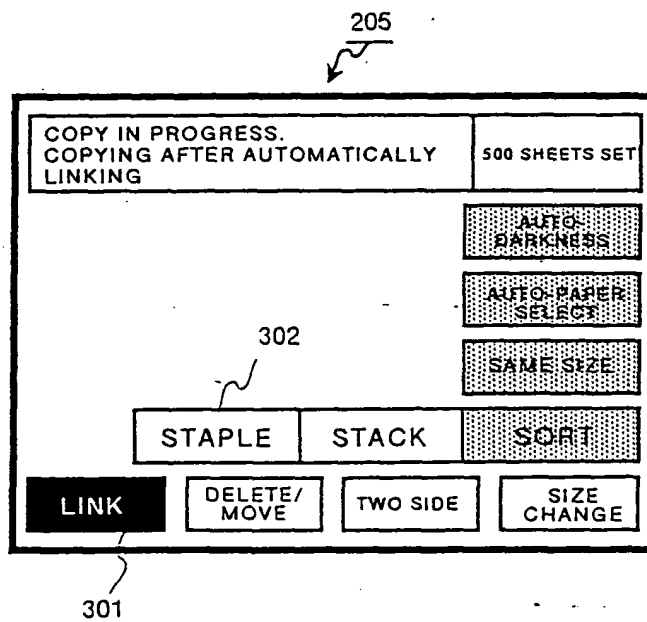 205
COPY IN PROGRESS.
COPYING AFTER AUTOMATICALLY
LINKING
500 SHEETS SET
AUTO-
DARKNESS
AUTO-PAPER
SELECT
SAME SIZE
302
STAPLE
STACK
SORT
LINK
DELETE/
MOVE
TWO SIDE
SIZE
CHANGE
301